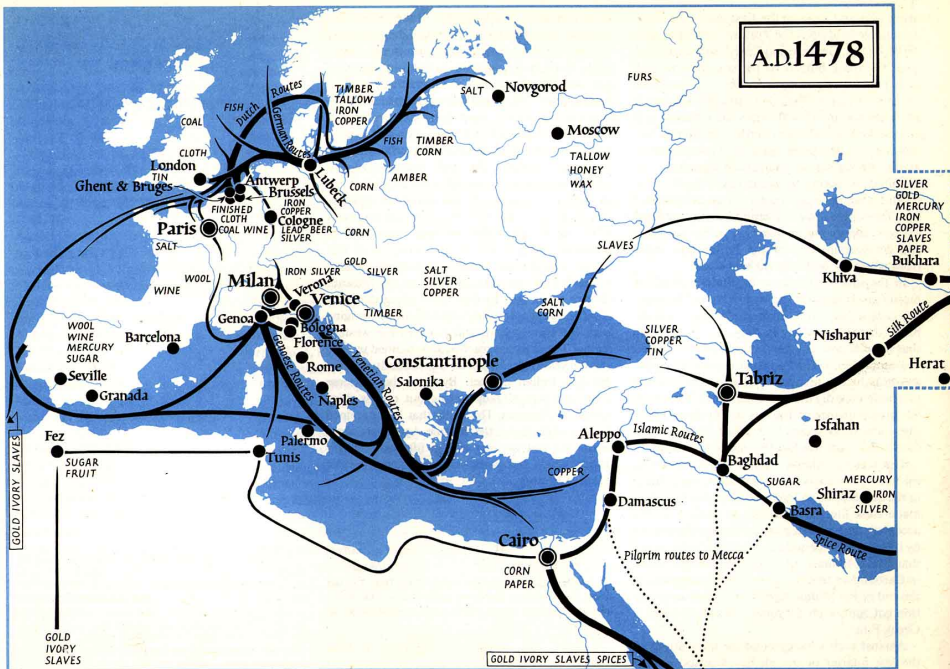 A.D.1478
FURS
Novgorod
SALT
Moscow
TALLOW
HONEY
WAX
TIMBER
TALLOW
IRON
COPPER
Dutch Routes
German Routes
FISH
COAL
CLOTH
London
TIN
Ghent & Bruges
Antwerp
Brussels
IRON
COPPER
FINISHED
CLOTH
COAL WINE
Cologne
LEAD BEER
SILVER
Lubeck
FISH
TIMBER
CORN
AMBER
CORN
CORN
Paris
SALT
WOOL
WINE
GOLD
IRON SILVER
SILVER
Milan
Verona
Venice
Genoa
Bologna
Florence
TIMBER
SALT
SILVER
COPPER
SLAVES
SALT
CORN
SILVER
GOLD
MERCURY
IRON
COPPER
SLAVES
PAPER
Bukhara
Khiva
Silk Route
Nishapur
Herat
WOOL
WINE
MERCURY
SUGAR
Barcelona
Seville
Granada
Genoese Routes
Rome
Naples
Venetian Routes
Constantinople
Salonika
SILVER
COPPER
TIN
Tabriz
Isfahan
Palermo
Tunis
Fez
SUGAR
FRUIT
GOLD IVORY SLAVES
Aleppo
Islamic Routes
Baghdad
COPPER
Damascus
SUGAR
Basra
MERCURY
Shiraz
IRON
SILVER
Spice Route
Cairo
CORN
PAPER
Pilgrim routes to Mecca
GOLD
IVORY
SLAVES
GOLD IVORY SLAVES SPICES